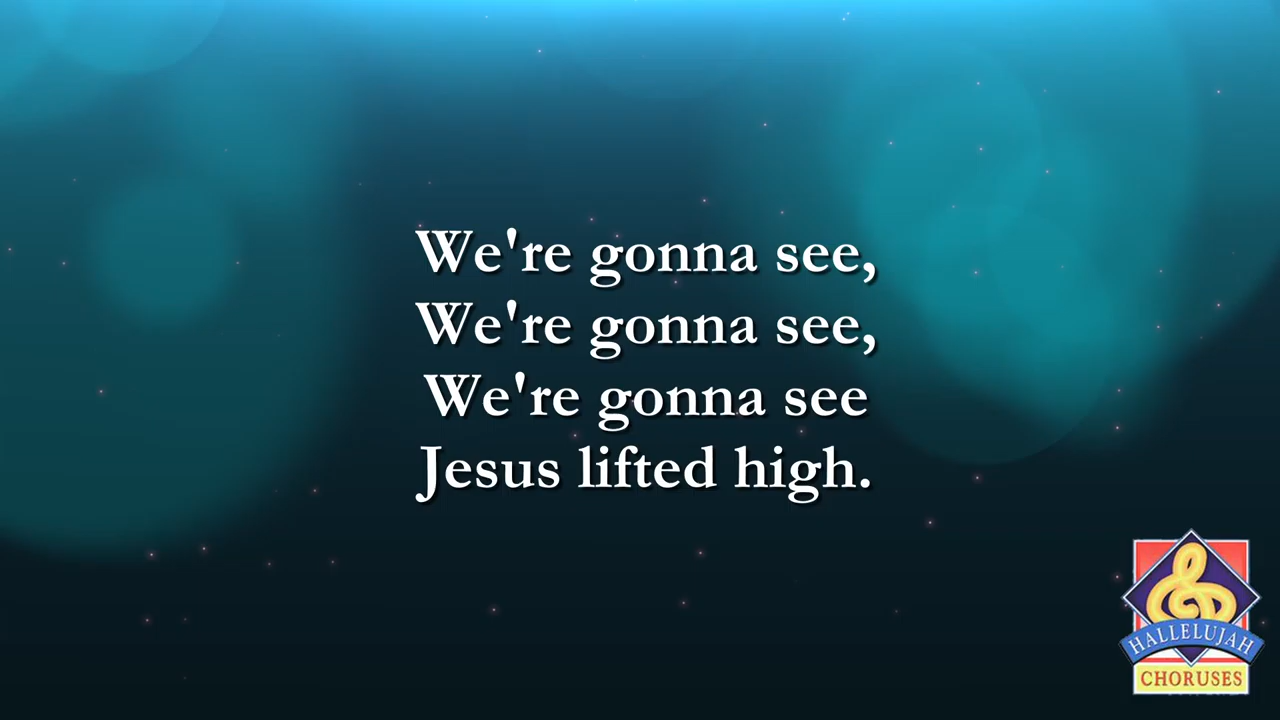 We're gonna see,
We're gonna see,
We're gonna see
Jesus lifted high.
HALLELUJAH
CHORUSES